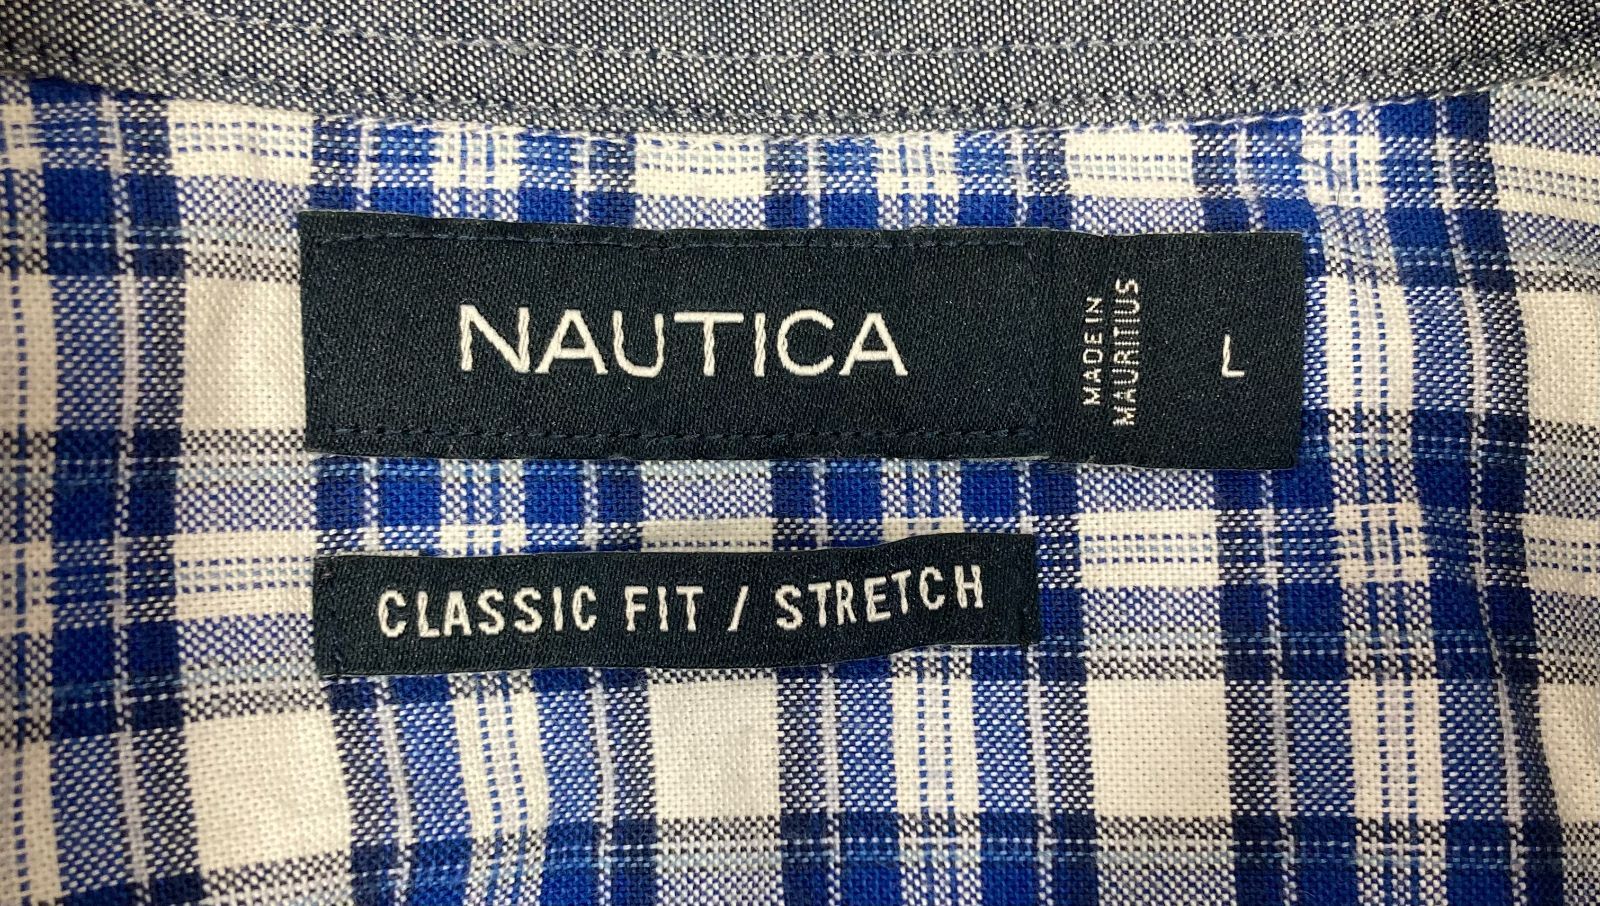 NAUTICA
MADE IN
MAURITIUS
L
CLASSIC FIT / STRETCH